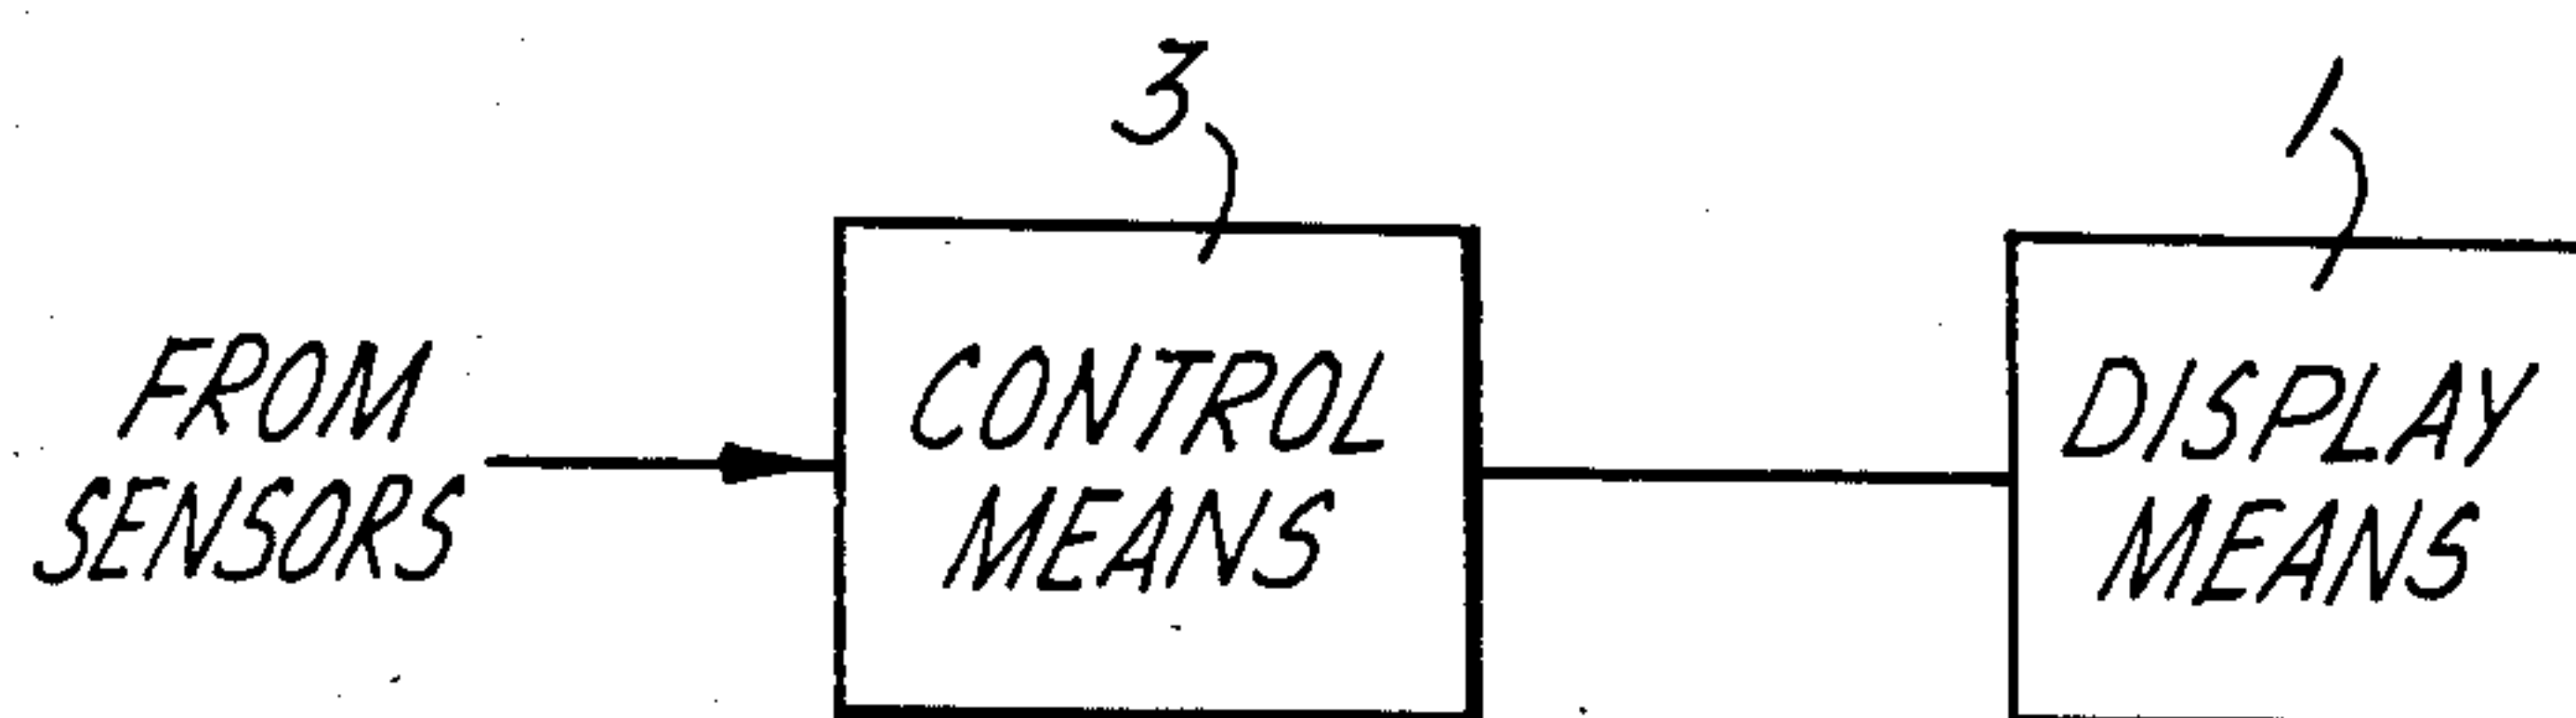 3
1
FROM
SENSORS
CONTROL
MEANS
DISPLAY
MEANS